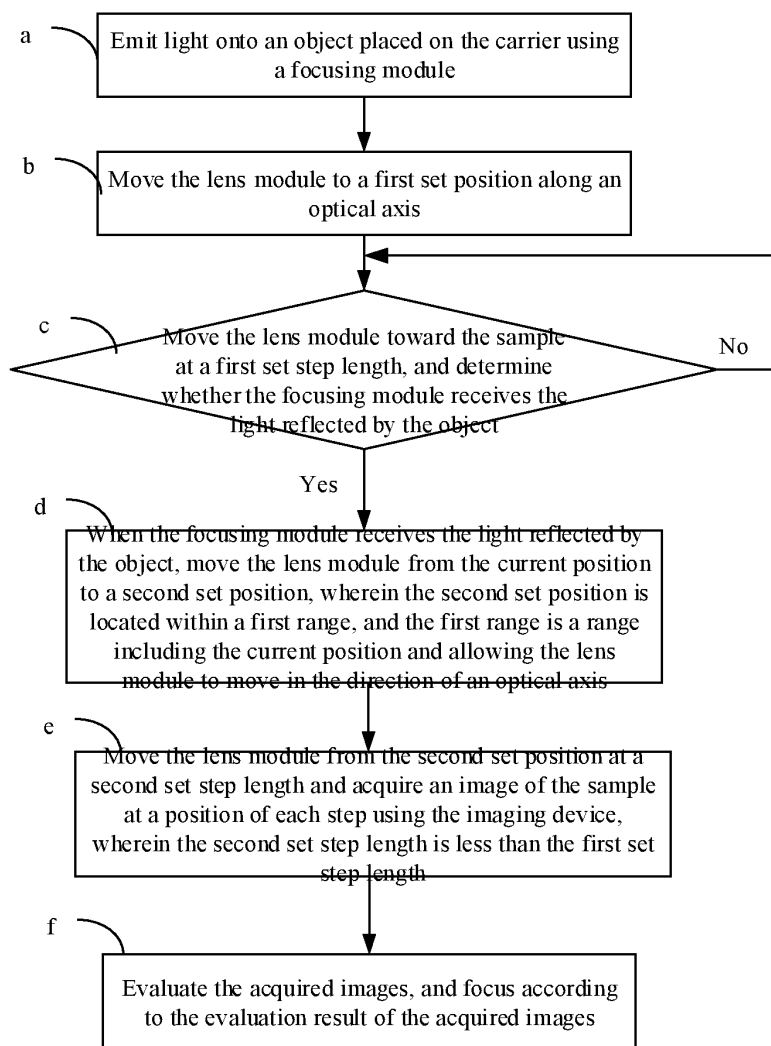 a
Emit light onto an object placed on the carrier using
a focusing module
b
Move the lens module to a first set position along an
optical axis
c
Move the lens module toward the sample
at a first set step length, and determine
whether the focusing module receives the
light reflected by the object
No
Yes
d
When the focusing module receives the light reflected by
the object, move the lens module from the current position
to a second set position, wherein the second set position is
located within a first range, and the first range is a range
including the current position and allowing the lens
module to move in the direction of an optical axis
e
Move the lens module from the second set position at a
second set step length and acquire an image of the sample
at a position of each step using the imaging device,
wherein the second set step length is less than the first set
step length
f
Evaluate the acquired images, and focus according
to the evaluation result of the acquired images